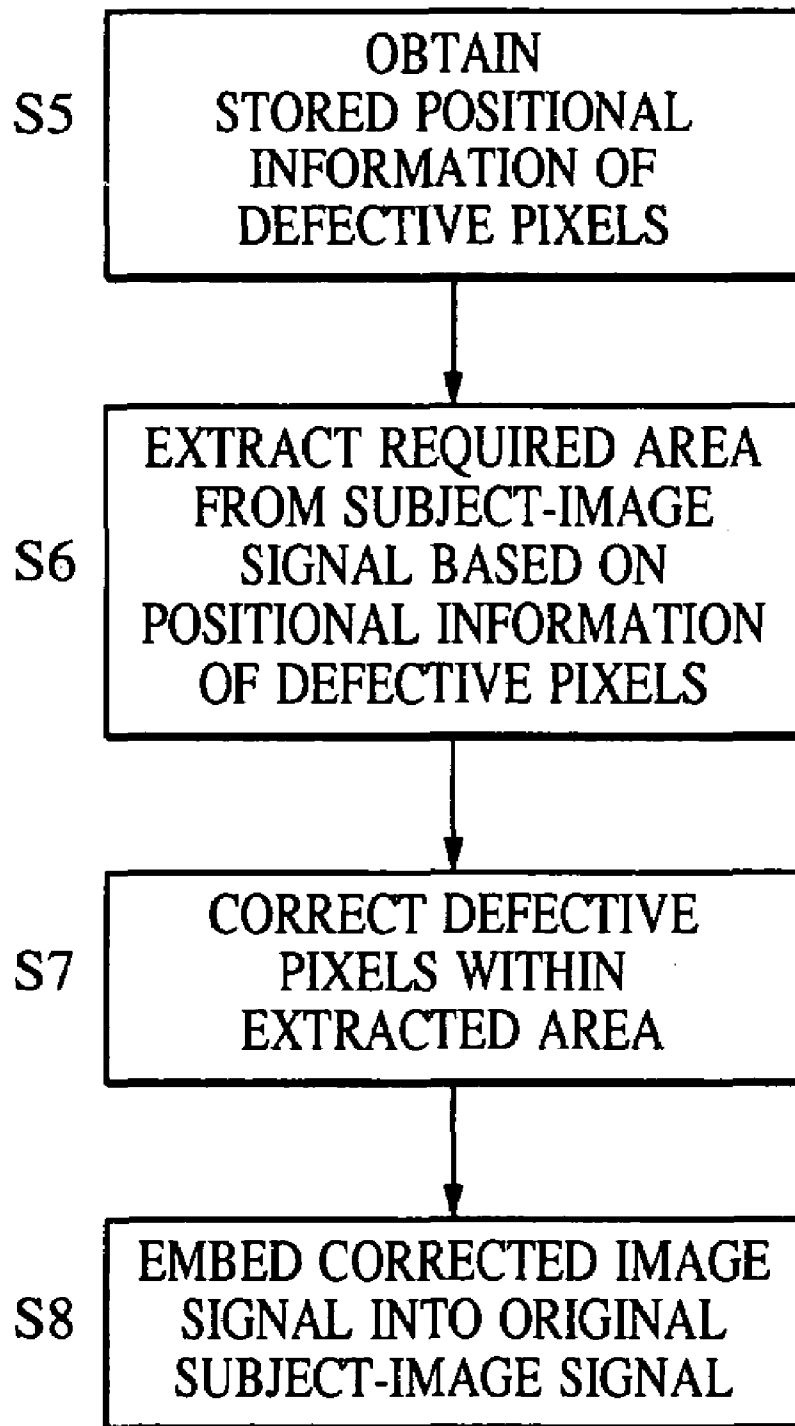 S5
OBTAIN
STORED POSITIONAL
INFORMATION OF
DEFECTIVE PIXELS
S6
EXTRACT REQUIRED AREA
FROM SUBJECT-IMAGE
SIGNAL BASED ON
POSITIONAL INFORMATION
OF DEFECTIVE PIXELS
S7
CORRECT DEFECTIVE
PIXELS WITHIN
EXTRACTED AREA
S8
EMBED CORRECTED IMAGE
SIGNAL INTO ORIGINAL
SUBJECT-IMAGE SIGNAL